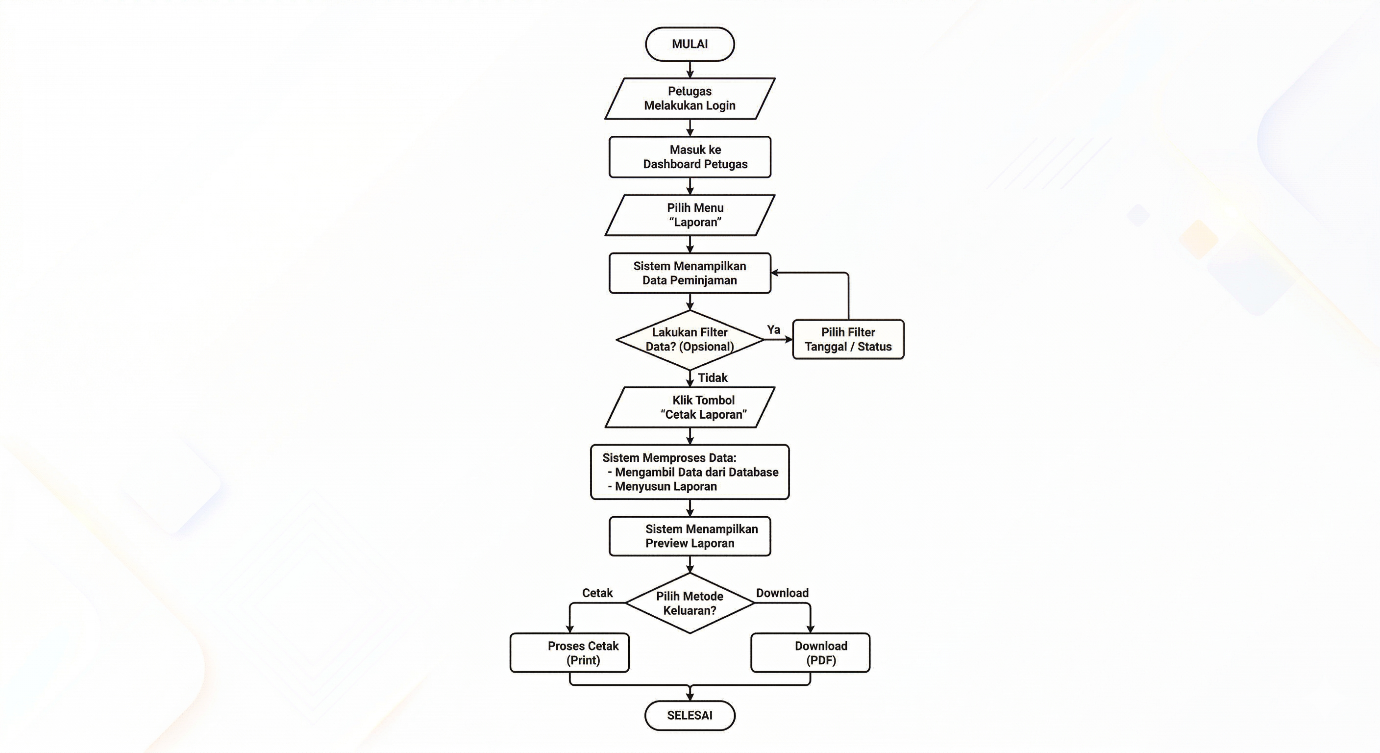 MULAI
Petugas
Melakukan Login
Masuk ke
Dashboard Petugas
Pilih Menu
“Laporan”
Sistem Menampilkan
Data Peminjaman
Lakukan Filter
Data? (Opsional)
Ya
Pilih Filter
Tanggal / Status
Tidak
Klik Tombol
“Cetak Laporan”
Sistem Memproses Data:
- Mengambil Data dari Database
- Menyusun Laporan
Sistem Menampilkan
Preview Laporan
Cetak
Pilih Metode
Keluaran?
Download
Proses Cetak
(Print)
Download
(PDF)
SELESAI